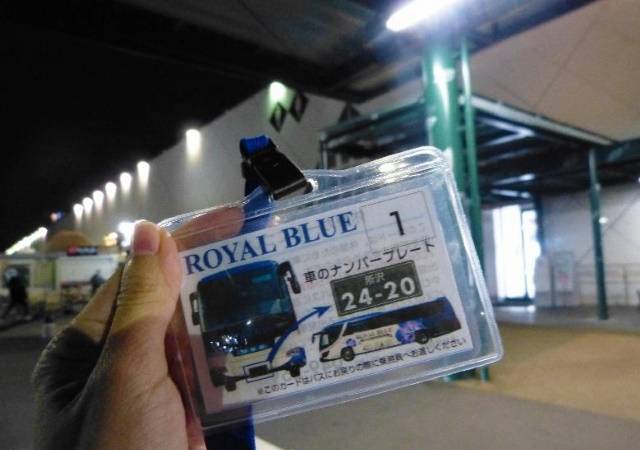 ROYAL BLUE
1
車のナンバープレート
所沢
24-20
※このカードはバスにお戻りの際に乗務員へお返しください